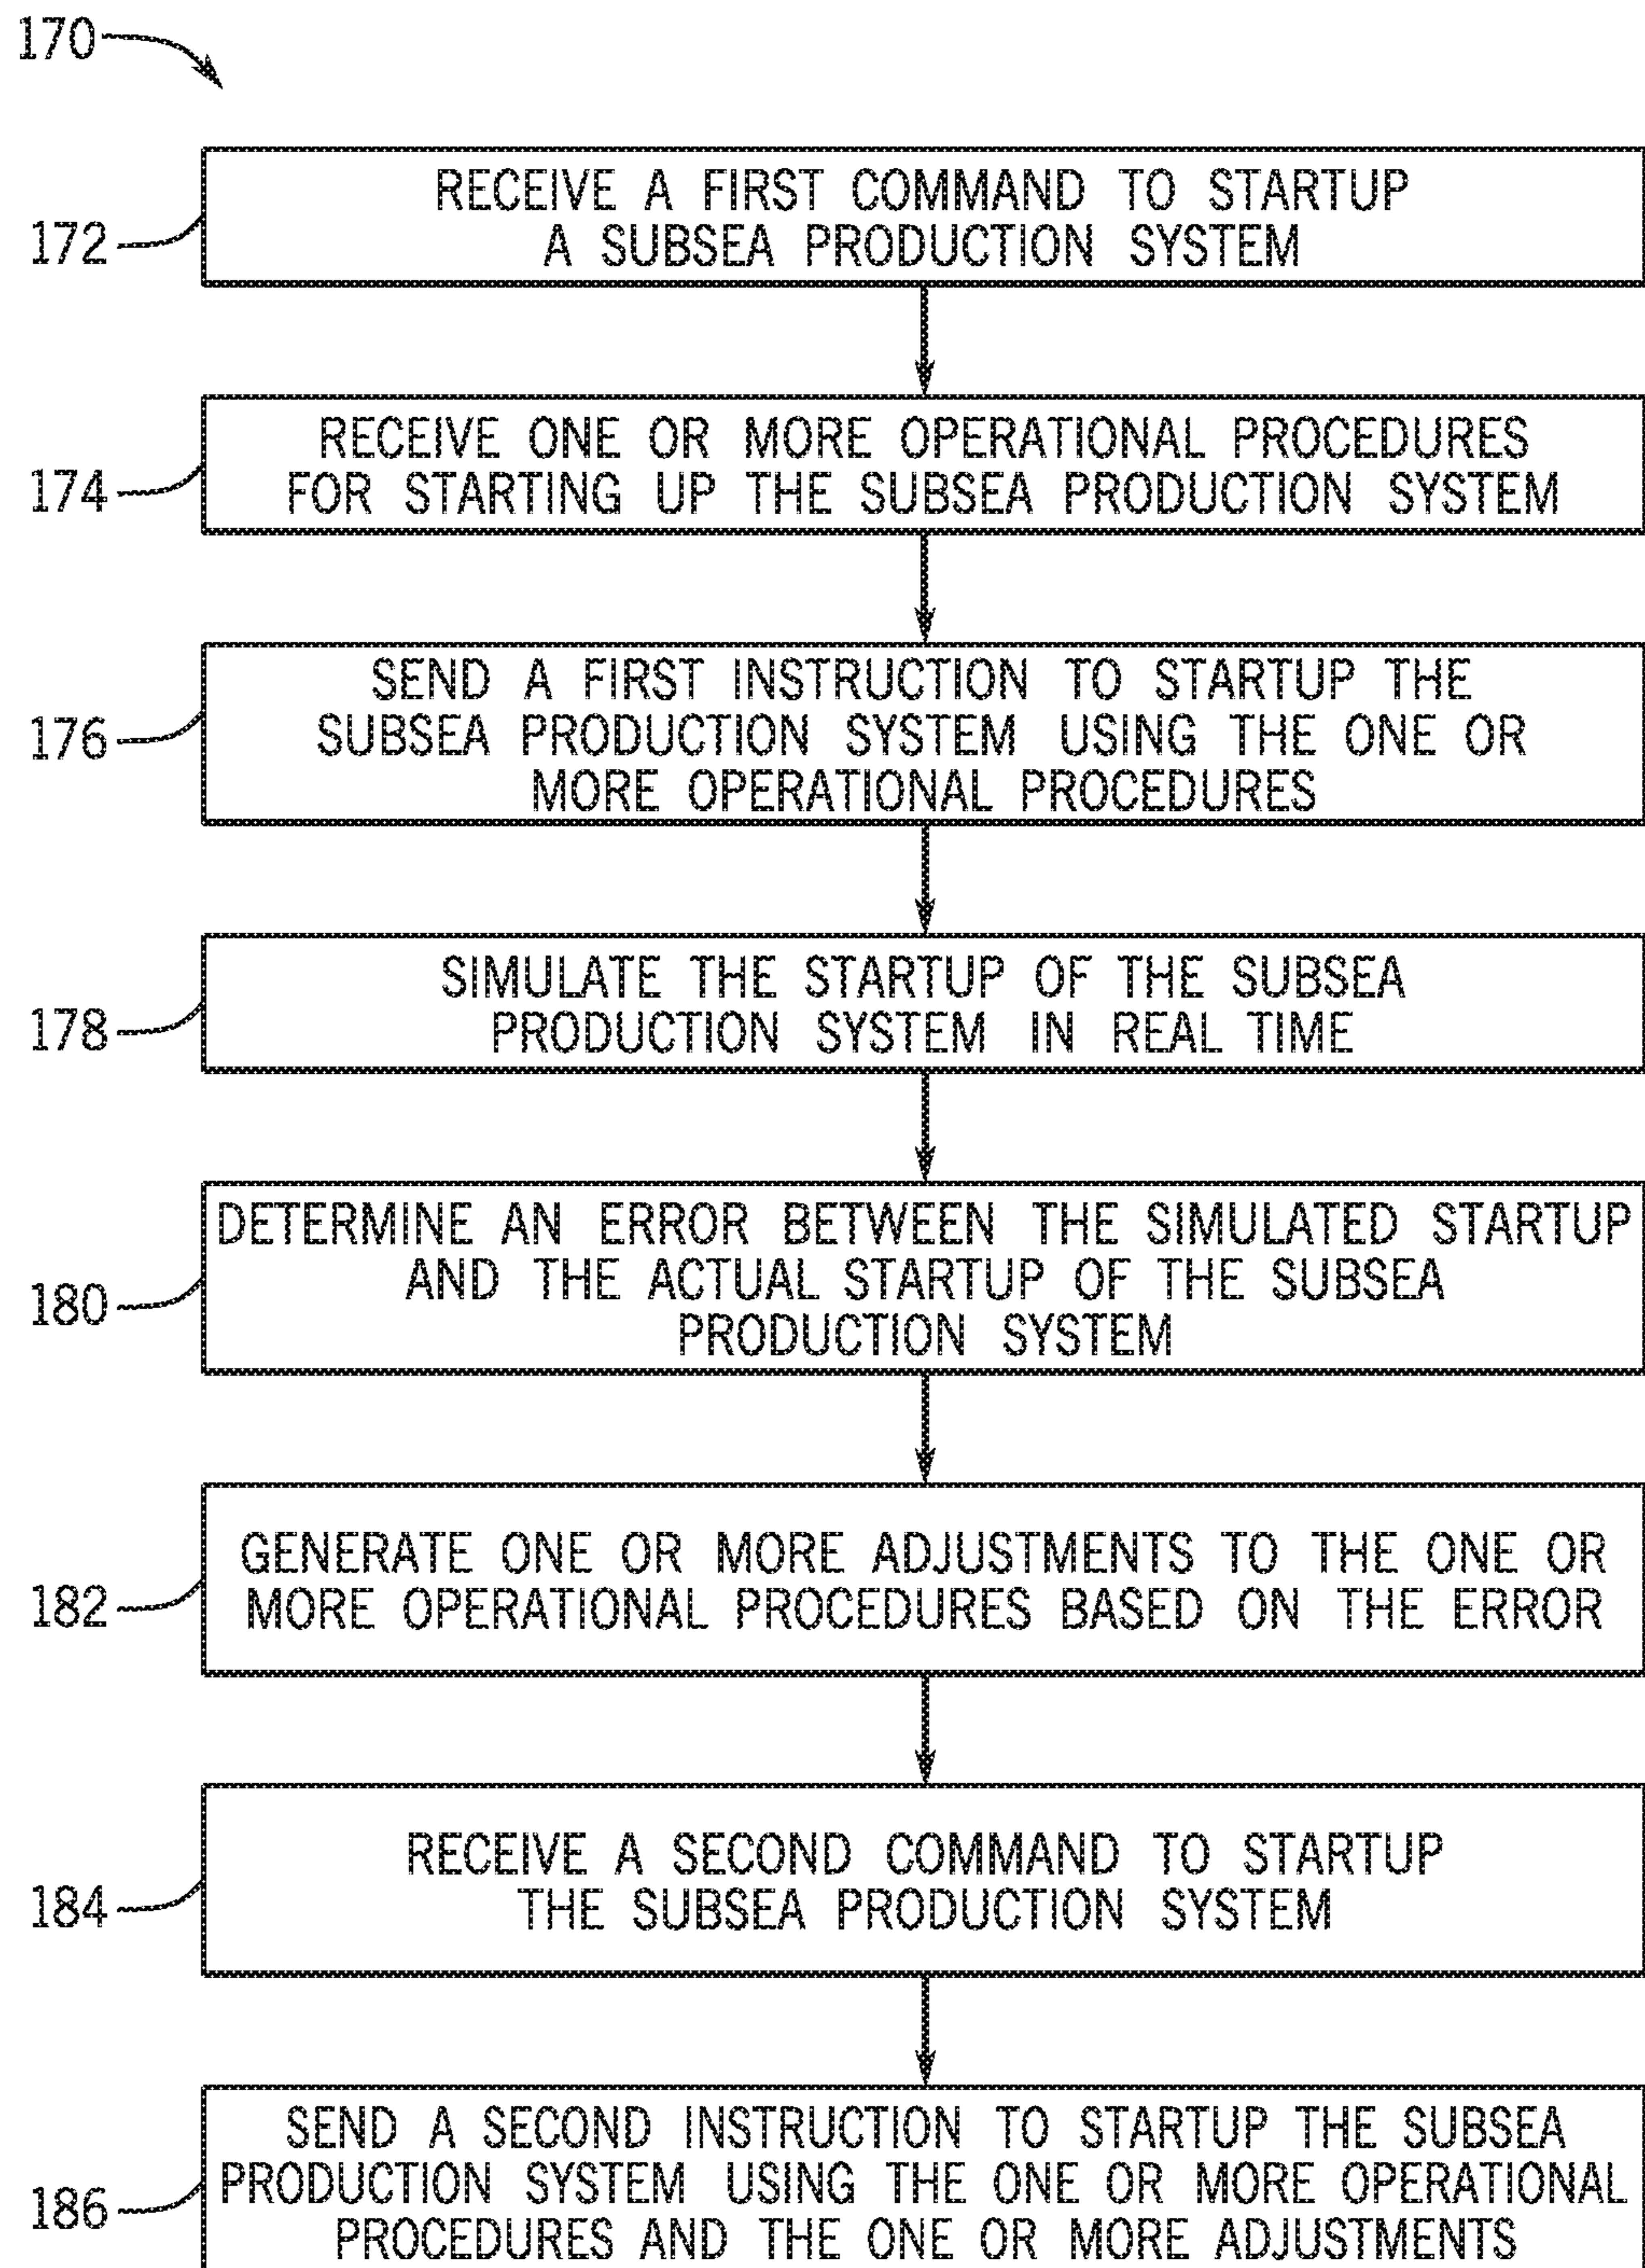 170
RECEIVE A FIRST COMMAND TO STARTUP
A SUBSEA PRODUCTION SYSTEM
172
RECEIVE ONE OR MORE OPERATIONAL PROCEDURES
FOR STARTING UP THE SUBSEA PRODUCTION SYSTEM
174
SEND A FIRST INSTRUCTION TO STARTUP THE
SUBSEA PRODUCTION SYSTEM USING THE ONE OR
MORE OPERATIONAL PROCEDURES
176
SIMULATE THE STARTUP OF THE SUBSEA
PRODUCTION SYSTEM IN REAL TIME
178
DETERMINE AN ERROR BETWEEN THE SIMULATED STARTUP
AND THE ACTUAL STARTUP OF THE SUBSEA
PRODUCTION SYSTEM
180
GENERATE ONE OR MORE ADJUSTMENTS TO THE ONE OR
MORE OPERATIONAL PROCEDURES BASED ON THE ERROR
182
RECEIVE A SECOND COMMAND TO STARTUP
THE SUBSEA PRODUCTION SYSTEM
184
SEND A SECOND INSTRUCTION TO STARTUP THE SUBSEA
PRODUCTION SYSTEM USING THE ONE OR MORE OPERATIONAL
PROCEDURES AND THE ONE OR MORE ADJUSTMENTS
186